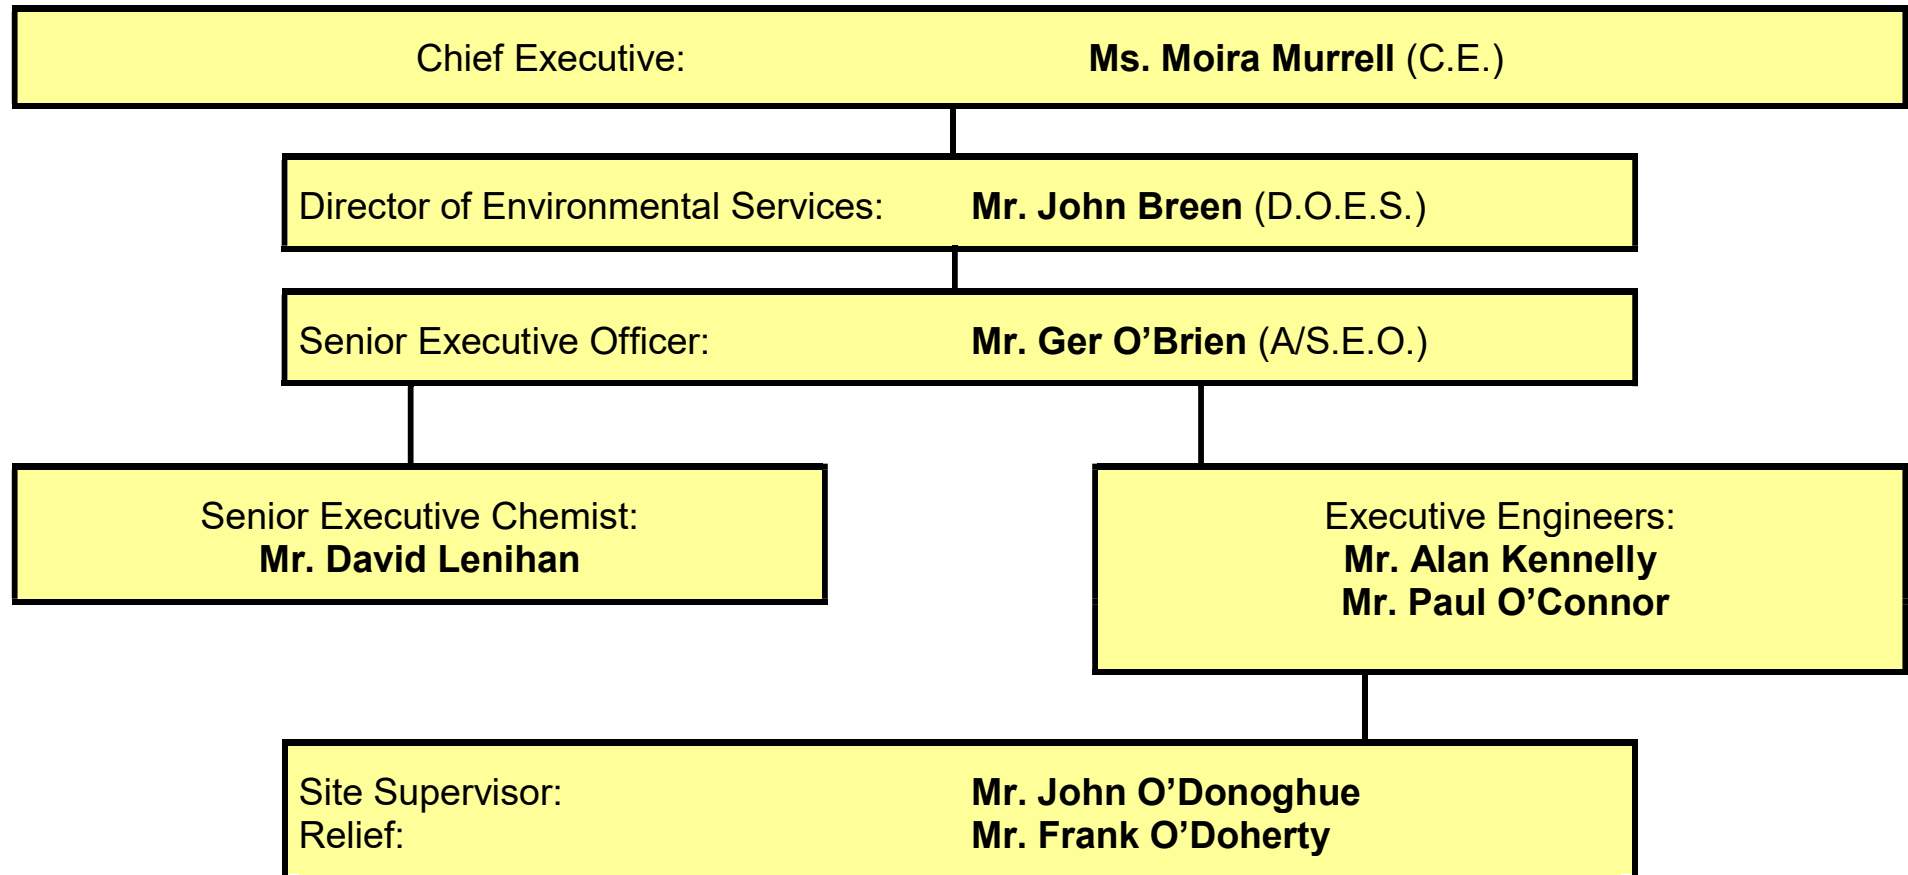 Chief Executive: Ms. Moira Murrell (C.E.)
Director of Environmental Services: Mr. John Breen (D.O.E.S.)
Senior Executive Officer: Mr. Ger O’Brien (A/S.E.O.)
Senior Executive Chemist:
Mr. David Lenihan
Executive Engineers:
Mr. Alan Kennelly
Mr. Paul O’Connor
Site Supervisor: Mr. John O’Donoghue
Relief: Mr. Frank O’Doherty